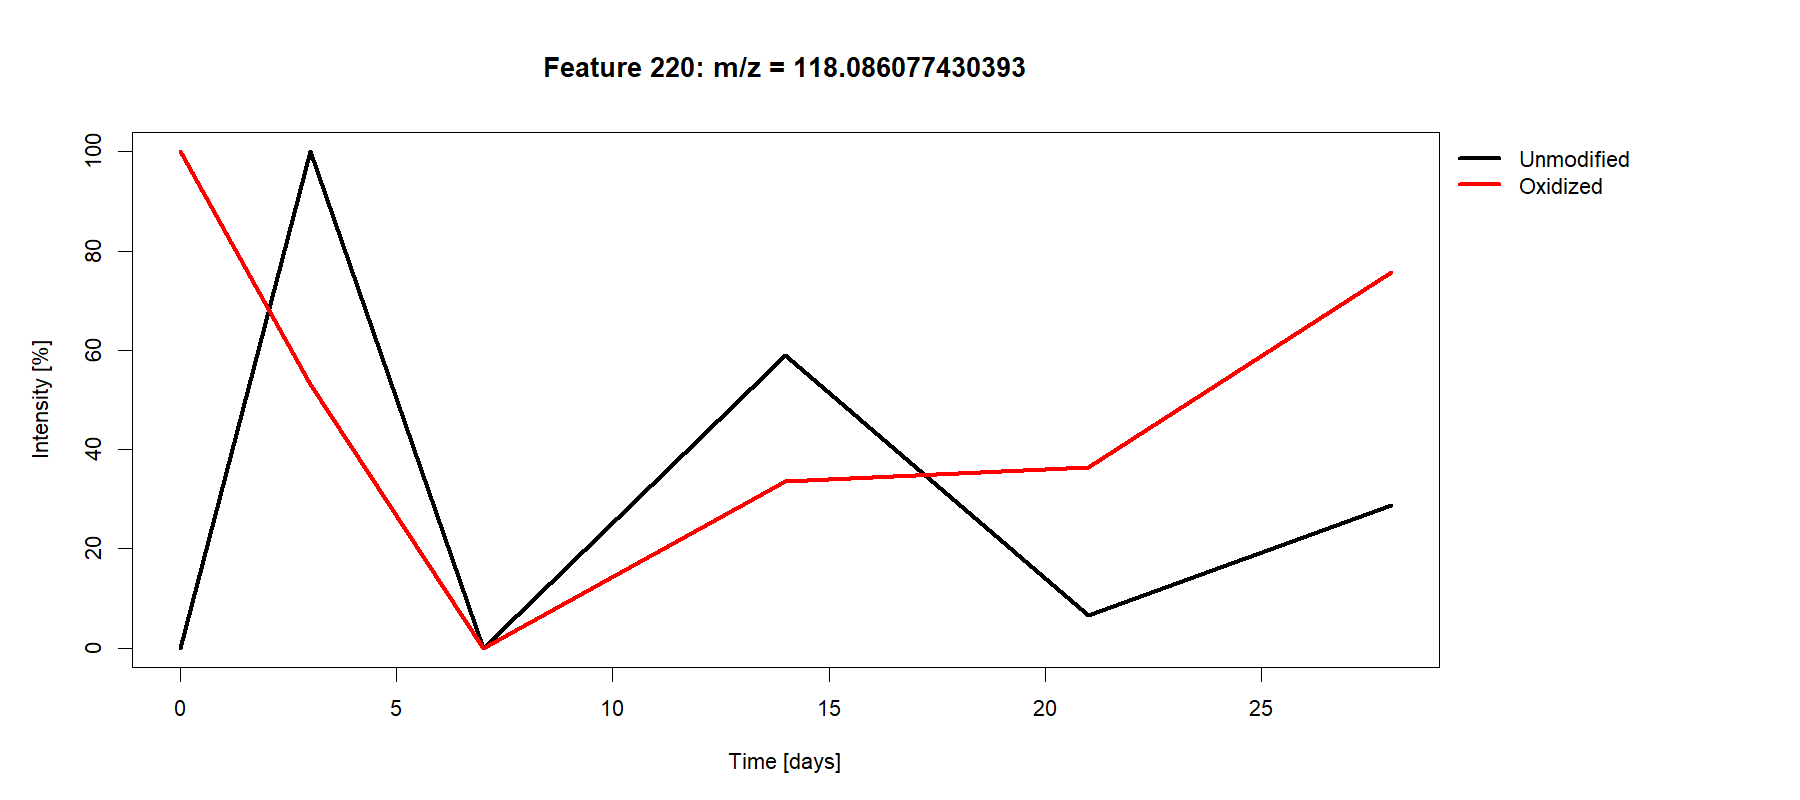 Feature 220: m/z = 118.086077430393
Unmodified
Oxidized
Intensity [%]
100
80
60
40
20
0
0 5 10 15 20 25
Time [days]